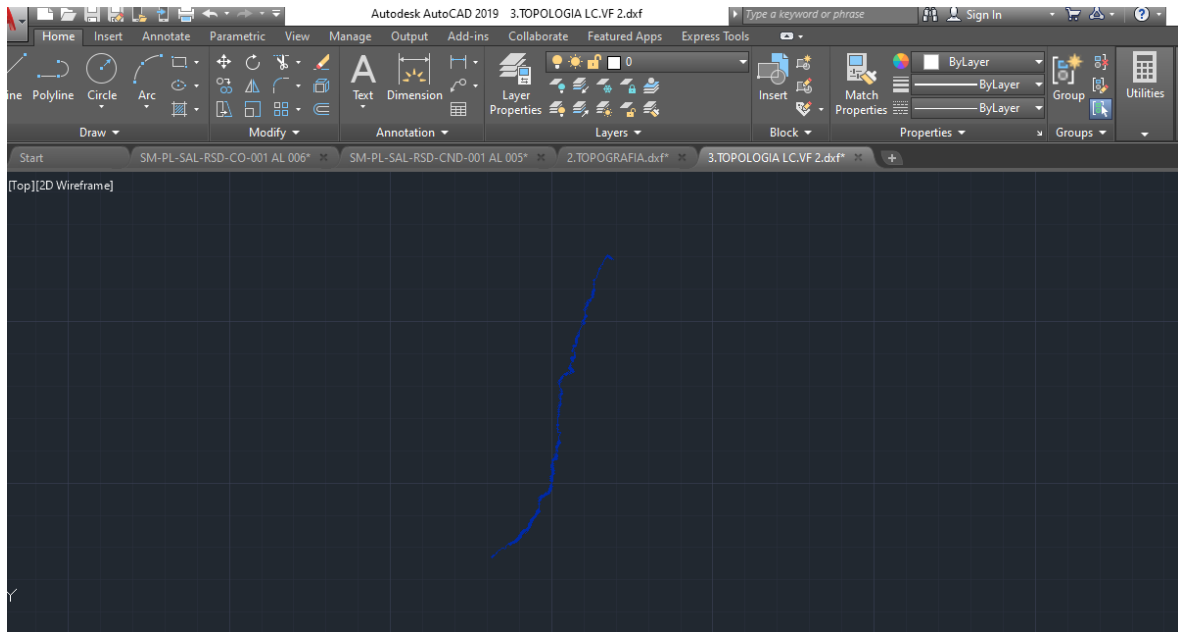 Autodesk AutoCAD 2019 3.TOPOLOGIA LC.VF 2.dxf
Type a keyword or phrase
Sign In
Home Insert Annotate Parametric View Manage Output Add-ins Collaborate Featured Apps Express Tools
0
ByLayer
ine Polyline Circle Arc
Text Dimension
Layer
Properties
Insert
Match
Properties
ByLayer
ByLayer
Group
Utilities
Draw
Modify
Annotation
Layers
Block
Properties
Groups
Start
SM-PL-SAL-RSD-CO-001 AL 006*
SM-PL-SAL-RSD-CND-001 AL 005*
2.TOPOGRAFIA.dxf*
3.TOPOLOGIA LC.VF 2.dxf*
[Top][2D Wireframe]
Y